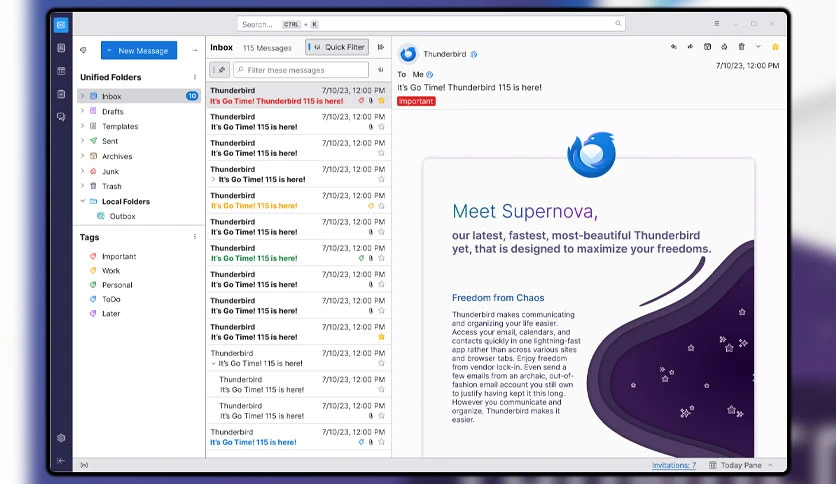 Search... CTRL + K
New Message
Unified Folders
Inbox 10
Drafts
Templates
Sent
Archives
Junk
Trash
Local Folders
Outbox
Tags
Important
Work
Personal
ToDo
Later
Inbox 115 Messages Quick Filter
Filter these messages
Thunderbird 7/10/23, 12:00 PM
It's Go Time! Thunderbird 115 is here!
Thunderbird 7/10/23, 12:00 PM
It's Go Time! 115 is here!
Thunderbird 7/10/23, 12:00 PM
It's Go Time! 115 is here!
Thunderbird 7/10/23, 12:00 PM
It's Go Time! 115 is here!
Thunderbird 7/10/23, 12:00 PM
It's Go Time! 115 is here!
Thunderbird 7/10/23, 12:00 PM
It's Go Time! 115 is here!
Thunderbird 7/10/23, 12:00 PM
It's Go Time! 115 is here!
Thunderbird 7/10/23, 12:00 PM
It's Go Time! 115 is here!
Thunderbird 7/10/23, 12:00 PM
It's Go Time! 115 is here!
Thunderbird 7/10/23, 12:00 PM
It's Go Time! 115 is here!
Thunderbird 7/10/23, 12:00 PM
It's Go Time! 115 is here!
Thunderbird 7/10/23, 12:00 PM
It's Go Time! 115 is here!
Thunderbird 7/10/23, 12:00 PM
It's Go Time! 115 is here!
Thunderbird
7/10/23, 12:00 PM
To Me
It's Go Time! Thunderbird 115 is here!
Important
Meet Supernova,
our latest, fastest, most-beautiful Thunderbird
yet, that is designed to maximize your freedoms.
Freedom from Chaos
Thunderbird makes communicating
and organizing your life easier.
Access your email, calendars, and
contacts quickly in one lightning-fast
app rather than across various sites
and browser tabs. Enjoy freedom
from vendor lock-in. Even send a
few emails from an archaic, out-of-
fashion email account you still own
to justify having kept it this long.
However you communicate and
organize, Thunderbird makes it
easier.
Invitations: 7 Today Pane